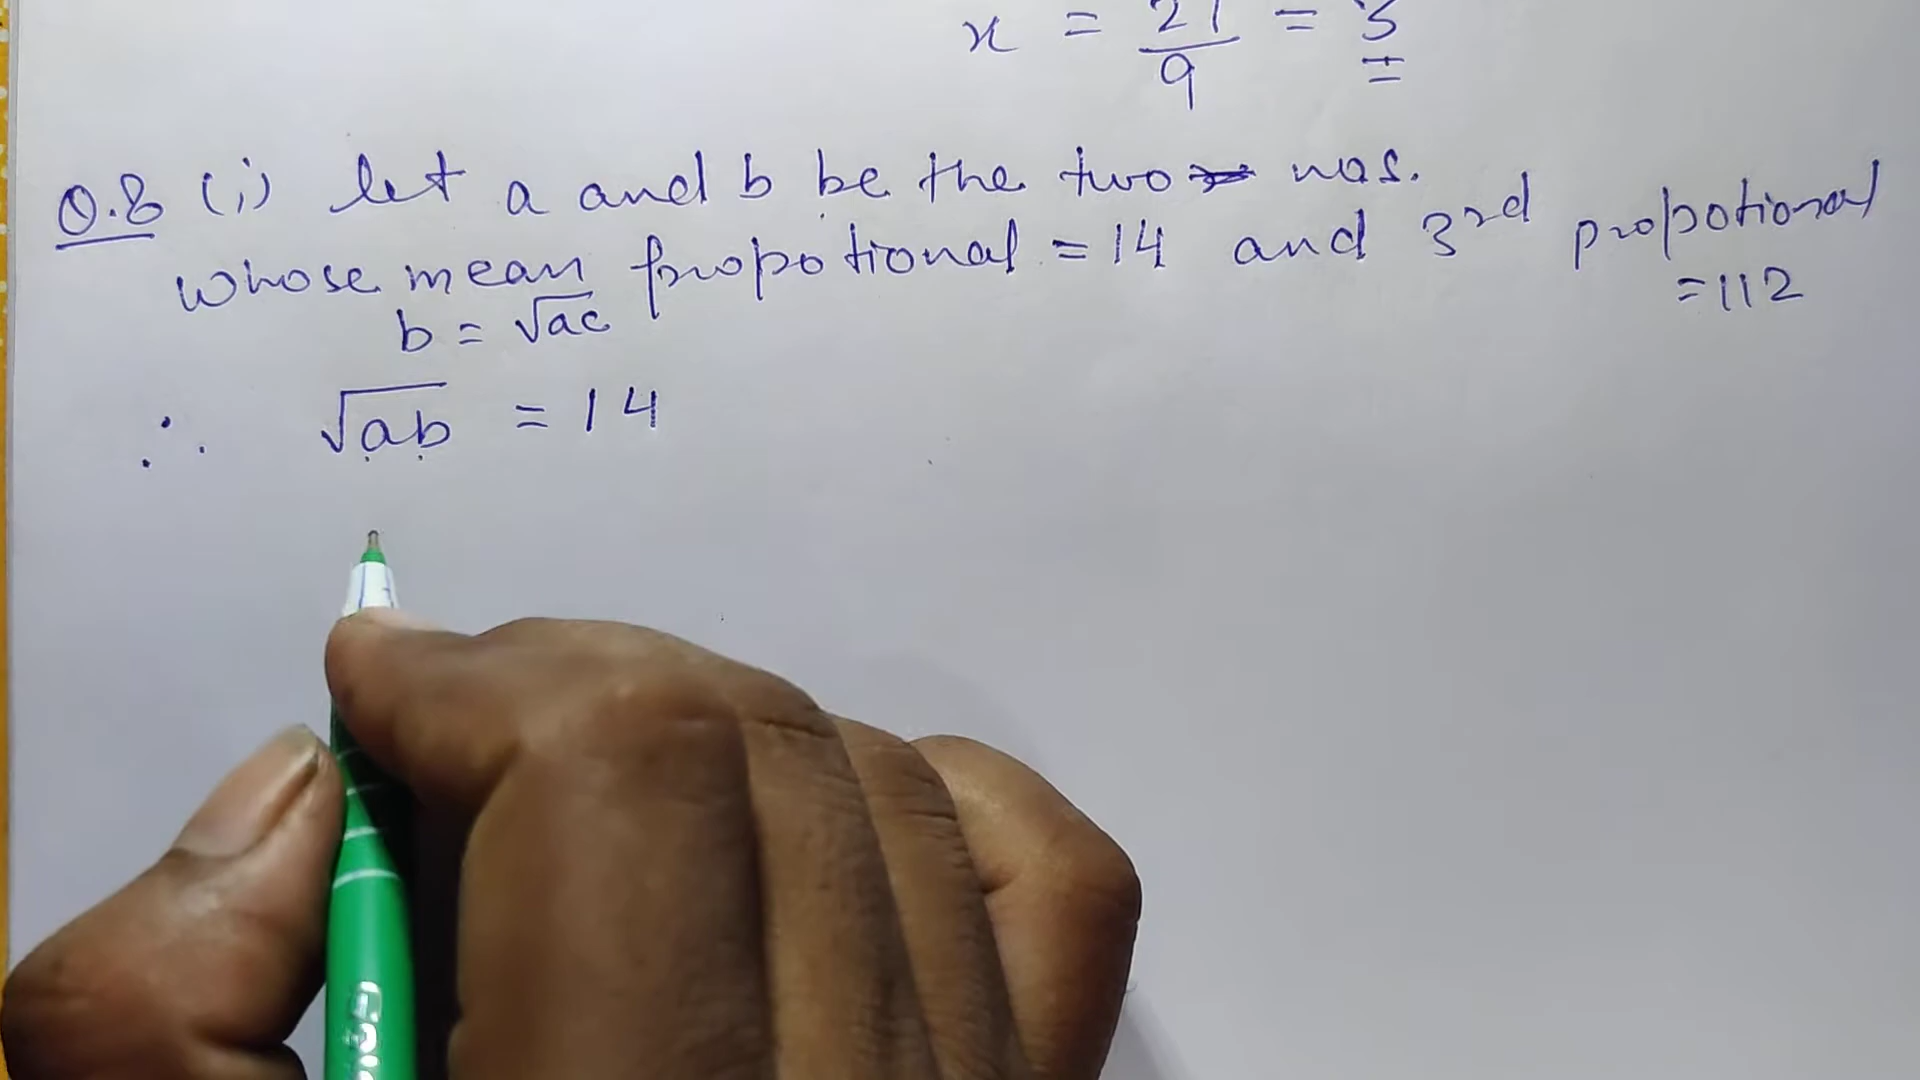 x = 21/9 = 3
Q.8 (i) let a and b be the two nos.
whose mean propotional = 14 and 3rd propotional
= 112
b = √ac
∴ √ab = 14